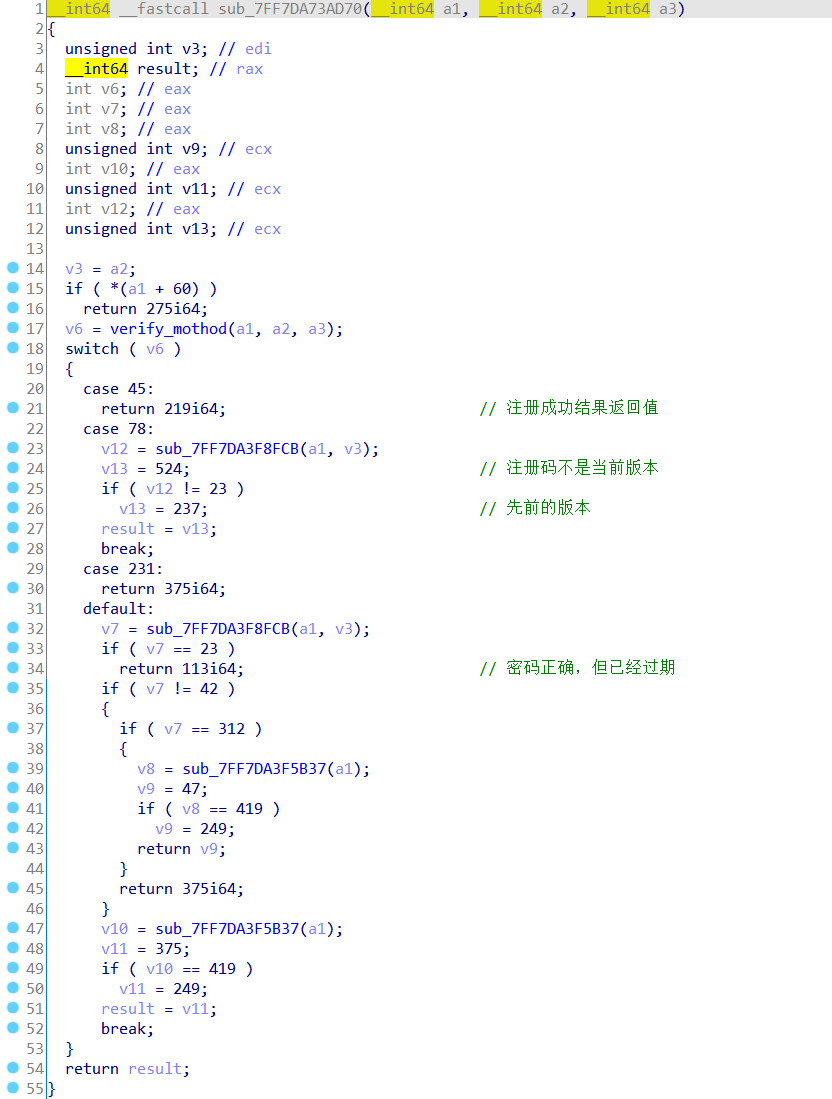 1 __int64 __fastcall sub_7FF7DA73AD70(__int64 a1, __int64 a2, __int64 a3)
2 {
3 unsigned int v3; // edi
4 __int64 result; // rax
5 int v6; // eax
6 int v7; // eax
7 int v8; // eax
8 unsigned int v9; // ecx
9 int v10; // eax
10 unsigned int v11; // ecx
11 int v12; // eax
12 unsigned int v13; // ecx
13
14 v3 = a2;
15 if ( *(a1 + 60) )
16 return 275i64;
17 v6 = verify_mothod(a1, a2, a3);
18 switch ( v6 )
19 {
20 case 45:
21 return 219i64; // 注册成功结果返回值
22 case 78:
23 v12 = sub_7FF7DA3F8FCB(a1, v3);
24 v13 = 524; // 注册码不是当前版本
25 if ( v12 != 23 )
26 v13 = 237; // 先前的版本
27 result = v13;
28 break;
29 case 231:
30 return 375i64;
31 default:
32 v7 = sub_7FF7DA3F8FCB(a1, v3);
33 if ( v7 == 23 )
34 return 113i64; // 密码正确，但已经过期
35 if ( v7 != 42 )
36 {
37 if ( v7 == 312 )
38 {
39 v8 = sub_7FF7DA3F5B37(a1);
40 v9 = 47;
41 if ( v8 == 419 )
42 v9 = 249;
43 return v9;
44 }
45 return 375i64;
46 }
47 v10 = sub_7FF7DA3F5B37(a1);
48 v11 = 375;
49 if ( v10 == 419 )
50 v11 = 249;
51 result = v11;
52 break;
53 }
54 return result;
55 }